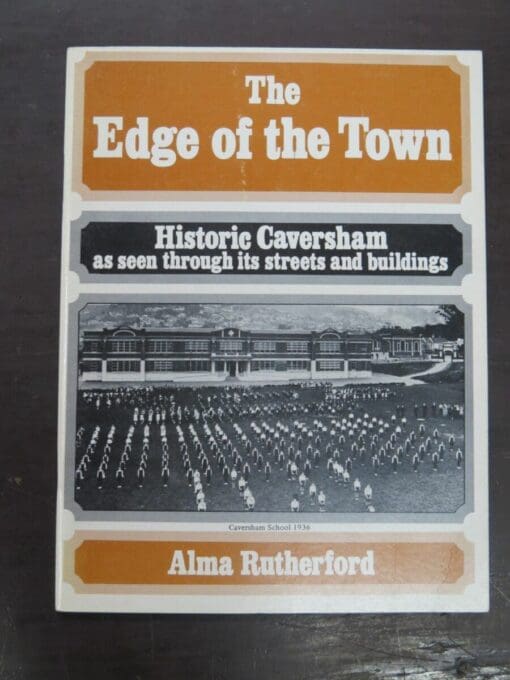 The
Edge of the Town
Historic Caversham
as seen through its streets and buildings
Caversham School 1936
Alma Rutherford